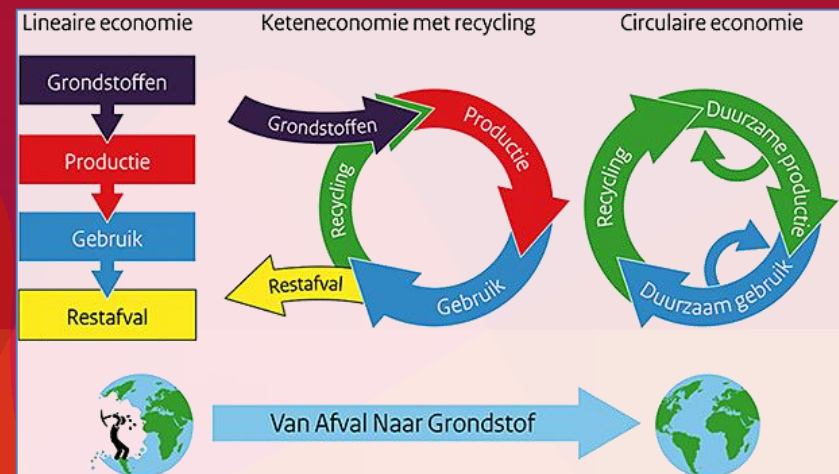 Lineaire economie
Grondstoffen
Productie
Gebruik
Restafval
Keteneconomie met recycling
Grondstoffen
Productie
Gebruik
Recycling
Restafval
Circulaire economie
Duurzame productie
Duurzaam gebruik
Recycling
Van Afval Naar Grondstof